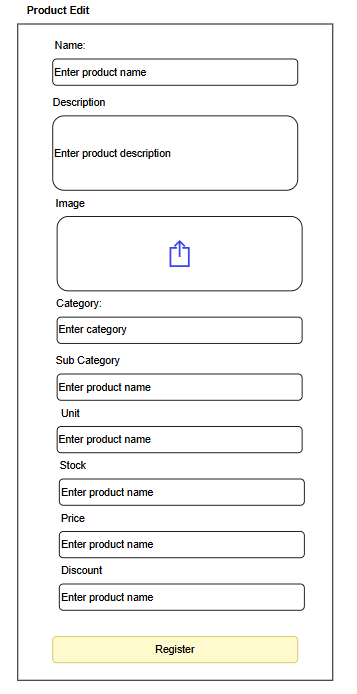 Product Edit
Name:
Enter product name
Description
Enter product description
Image
Category:
Enter category
Sub Category
Enter product name
Unit
Enter product name
Stock
Enter product name
Price
Enter product name
Discount
Enter product name
Register